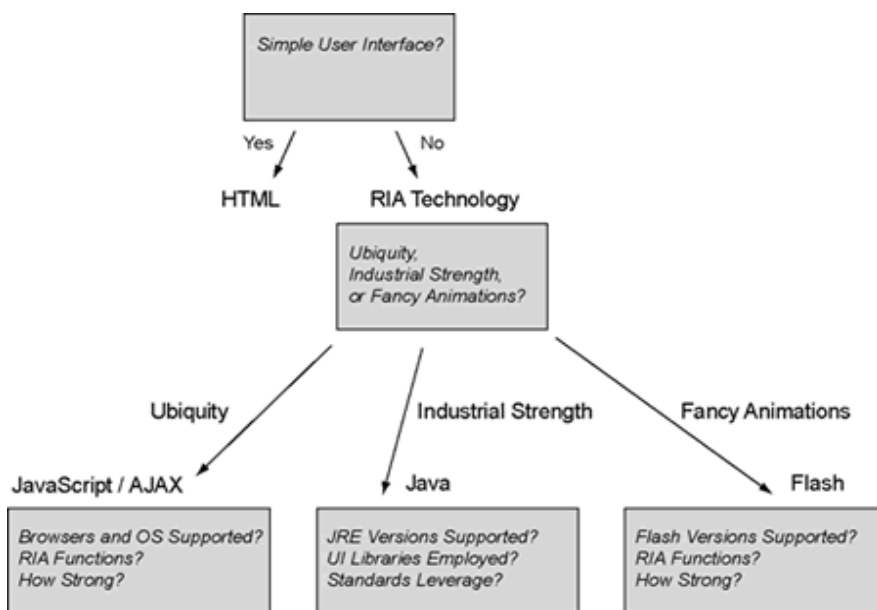 Simple User Interface?
Yes
No
HTML
RIA Technology
Ubiquity,
Industrial Strength,
or Fancy Animations?
Ubiquity
Industrial Strength
Fancy Animations
JavaScript / AJAX
Java
Flash
Browsers and OS Supported?
RIA Functions?
How Strong?
JRE Versions Supported?
UI Libraries Employed?
Standards Leverage?
Flash Versions Supported?
RIA Functions?
How Strong?